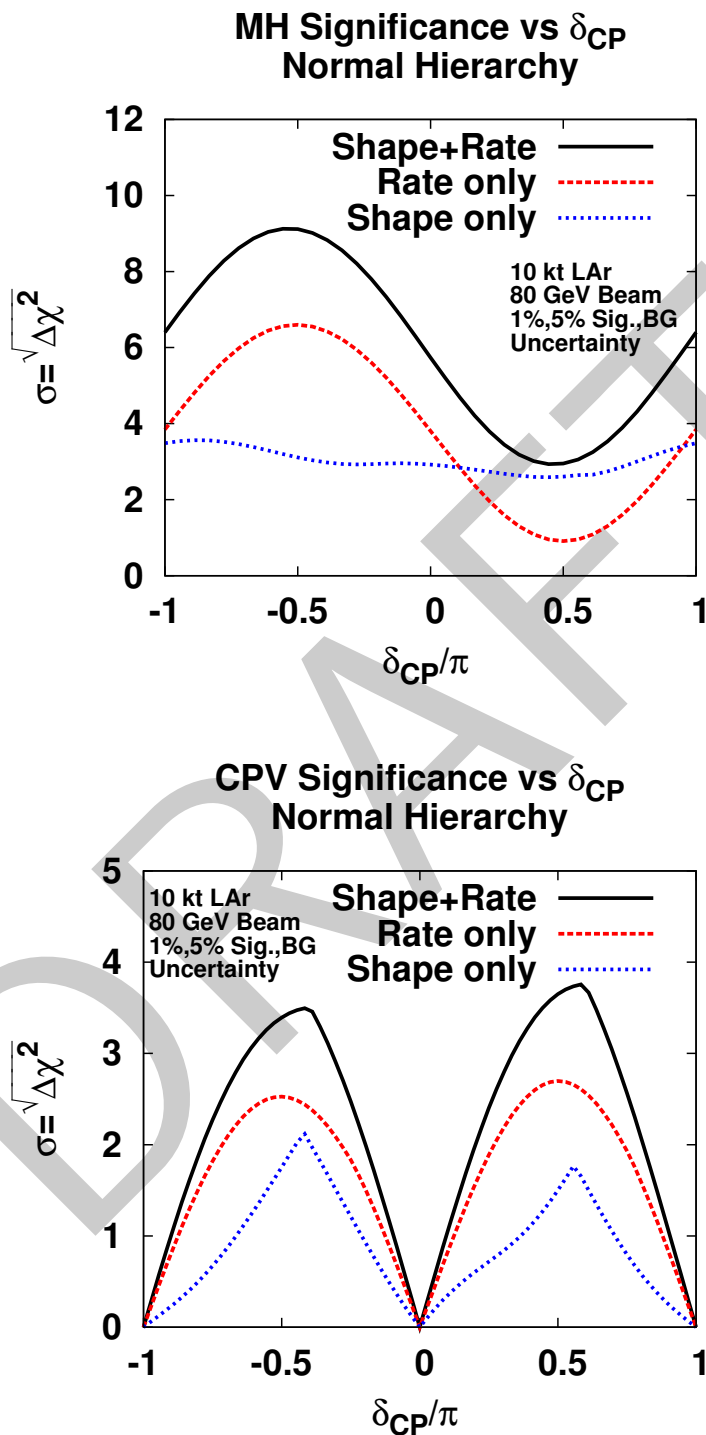 MH Significance vs δCP
Normal Hierarchy
12
10
8
6
4
2
0
σ=√Δχ²
Shape+Rate
Rate only
Shape only
10 kt LAr
80 GeV Beam
1%,5% Sig.,BG
Uncertainty
-1 -0.5 0 0.5 1
δCP/π
CPV Significance vs δCP
Normal Hierarchy
5
4
3
2
1
0
σ=√Δχ²
10 kt LAr
80 GeV Beam
1%,5% Sig.,BG
Uncertainty
Shape+Rate
Rate only
Shape only
-1 -0.5 0 0.5 1
δCP/π
DRAFT